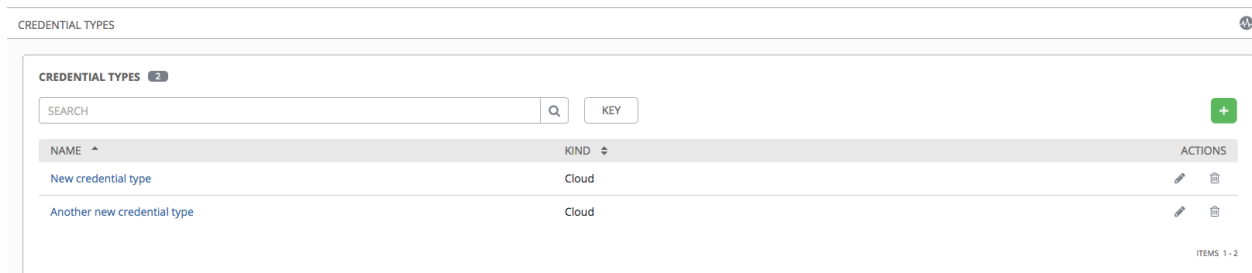 CREDENTIAL TYPES
CREDENTIAL TYPES 2
SEARCH KEY
NAME KIND ACTIONS
New credential type Cloud
Another new credential type Cloud
ITEMS 1 - 2